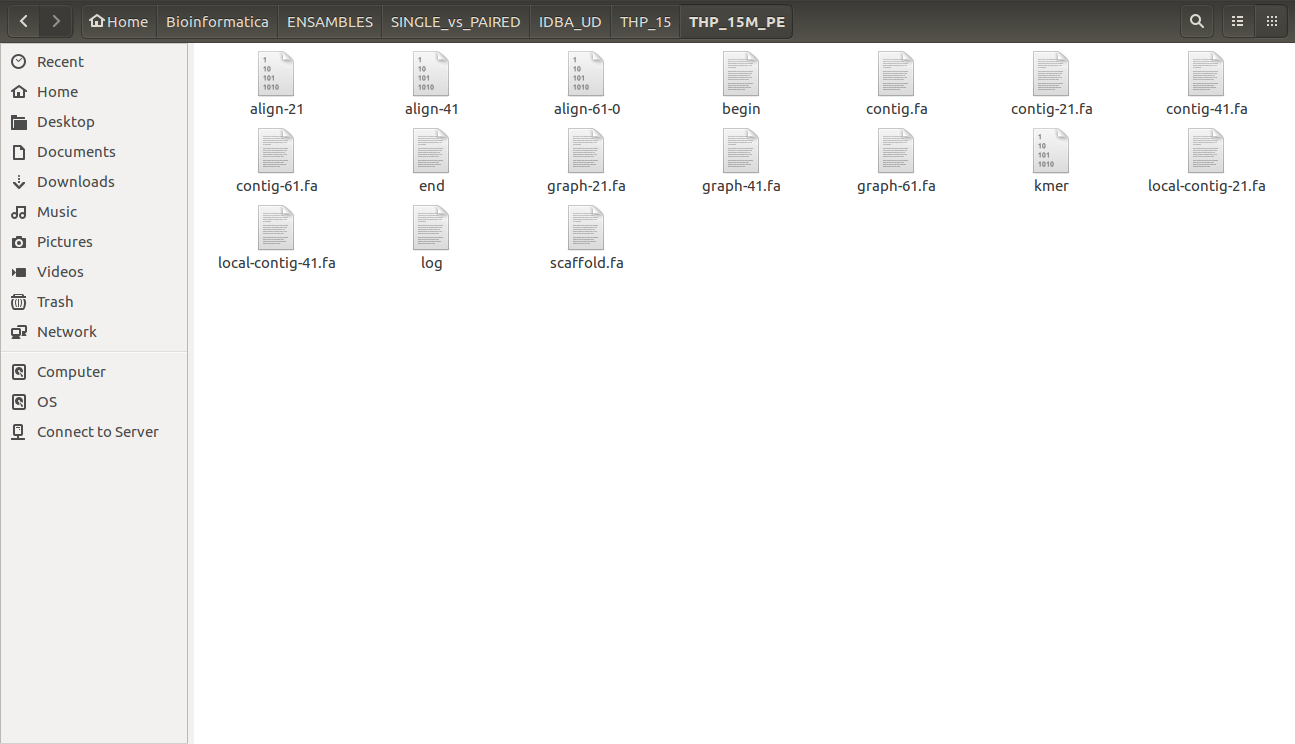 Home Bioinformatica ENSAMBLES SINGLE_vs_PAIRED IDBA_UD THP_15 THP_15M_PE
Recent
Home
Desktop
Documents
Downloads
Music
Pictures
Videos
Trash
Network
Computer
OS
Connect to Server
1 10 101 1010 1 10 101 1010 1 10 101 1010
align-21 align-41 align-61-0 begin contig.fa contig-21.fa contig-41.fa
1 10 101 1010
contig-61.fa end graph-21.fa graph-41.fa graph-61.fa kmer local-contig-21.fa
local-contig-41.fa log scaffold.fa